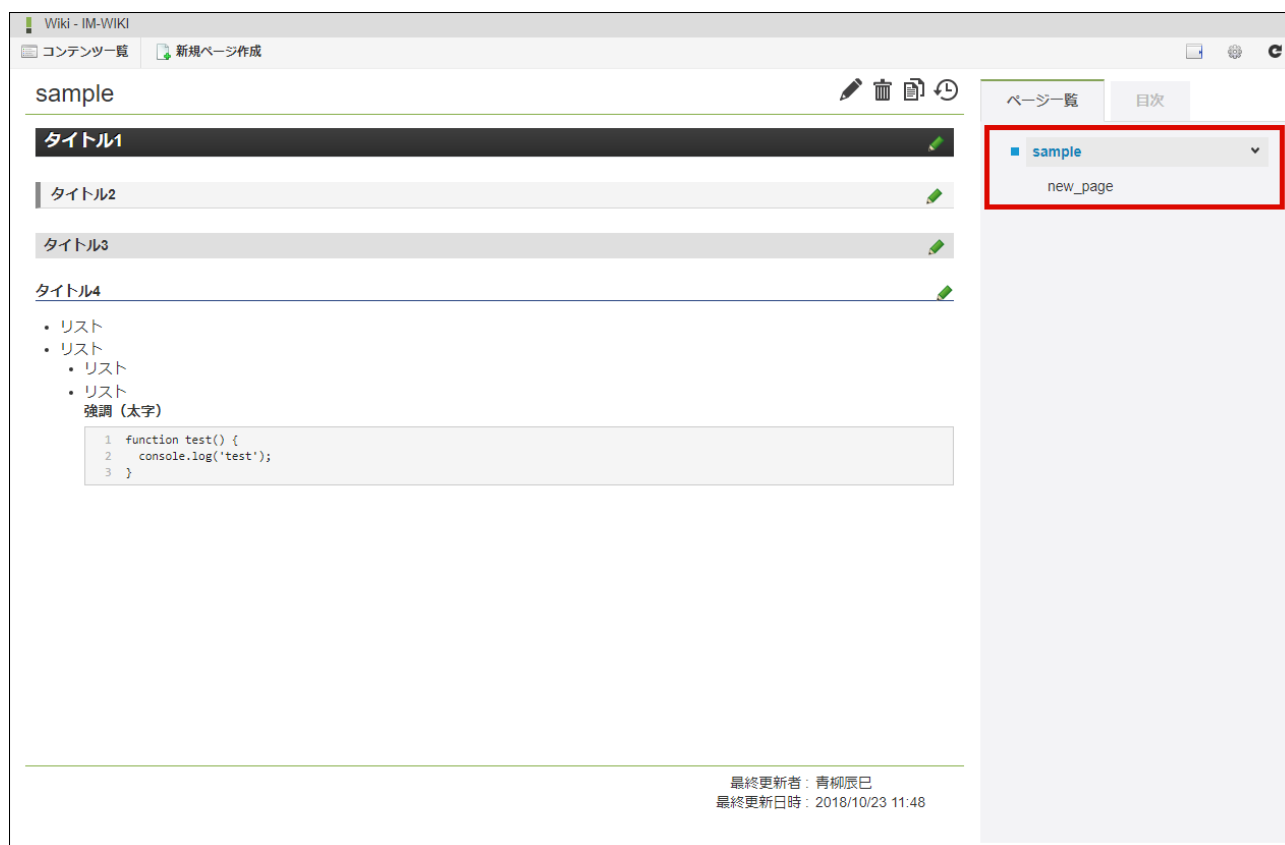 Wiki - IM-WIKI
コンテンツ一覧 新規ページ作成
sample
タイトル1
タイトル2
タイトル3
タイトル4
• リスト
• リスト
• リスト
• リスト
強調（太字）
1 function test() {
2 console.log('test');
3 }
最終更新者 : 青柳辰巳
最終更新日時 : 2018/10/23 11:48
ページ一覧 目次
sample
new_page